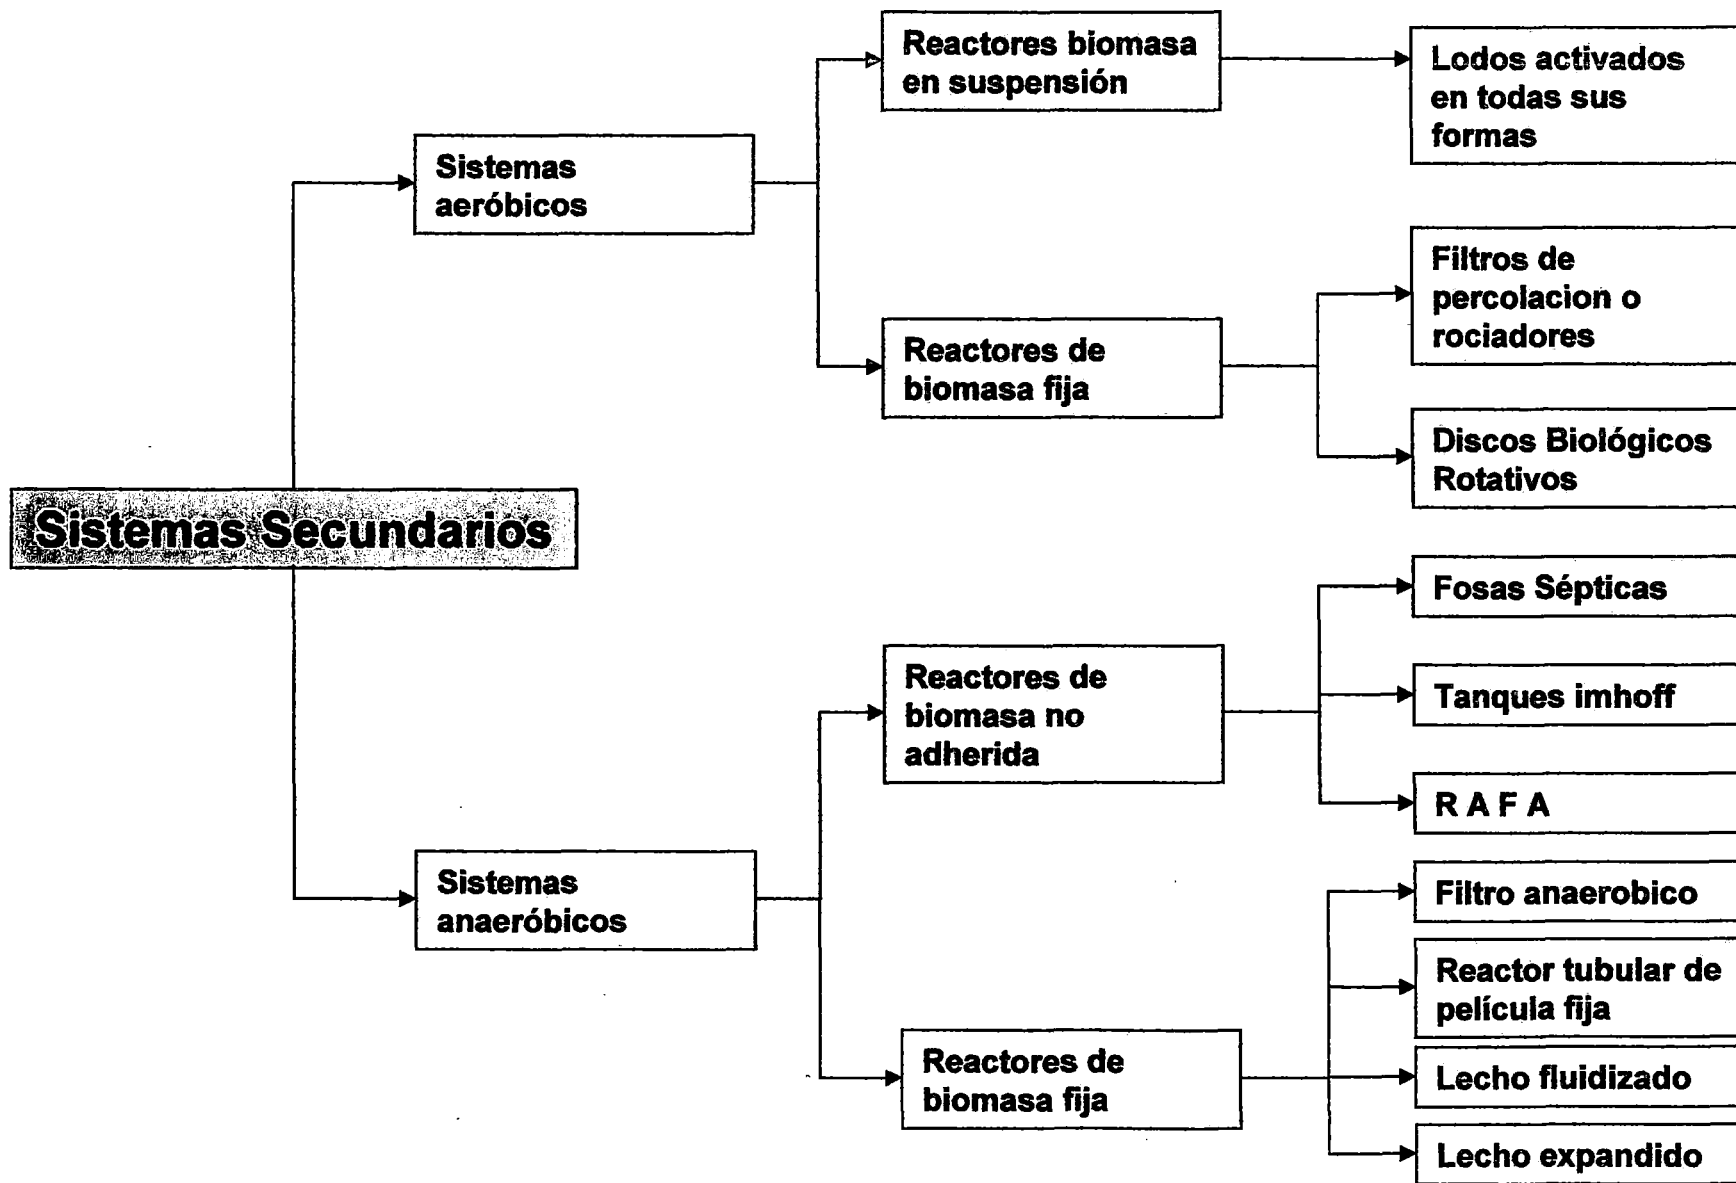 Sistemas Secundarios
Sistemas
aeróbicos
Reactores biomasa
en suspensión
Lodos activados
en todas sus
formas
Reactores de
biomasa fija
Filtros de
percolacion o
rociadores
Discos Biológicos
Rotativos
Sistemas
anaeróbicos
Reactores de
biomasa no
adherida
Fosas Sépticas
Tanques imhoff
R A F A
Reactores de
biomasa fija
Filtro anaerobico
Reactor tubular de
película fija
Lecho fluidizado
Lecho expandido